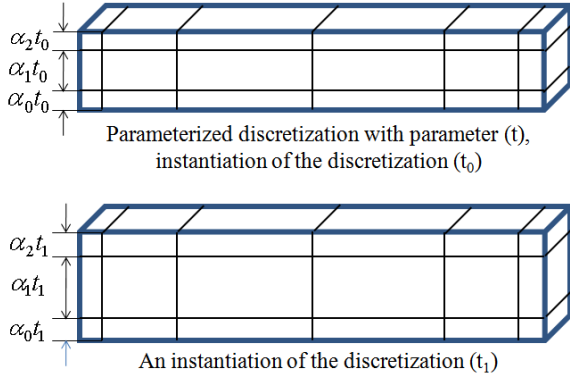 α₂t₀
α₁t₀
α₀t₀
Parameterized discretization with parameter (t),
instantiation of the discretization (t₀)
α₂t₁
α₁t₁
α₀t₁
An instantiation of the discretization (t₁)